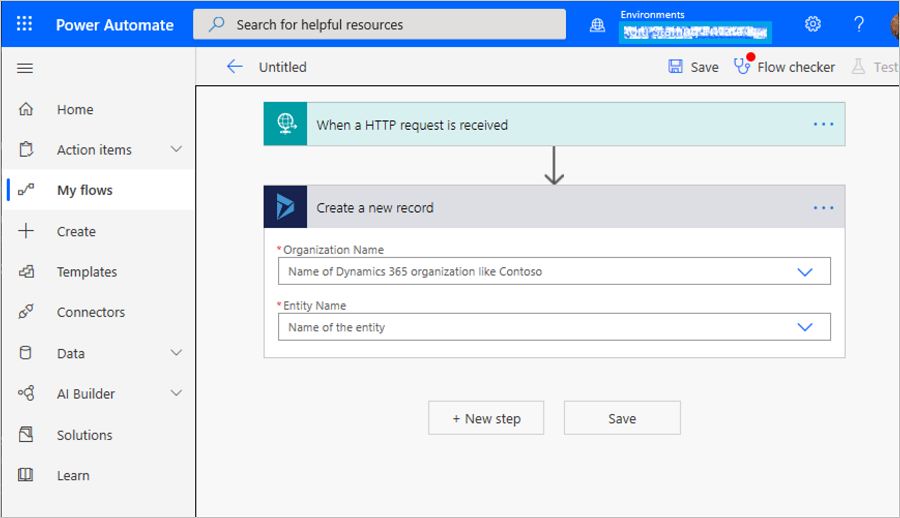 Power Automate
Search for helpful resources
Environments
Untitled
Save
Flow checker
Test
Home
Action items
My flows
Create
Templates
Connectors
Data
AI Builder
Solutions
Learn
When a HTTP request is received
Create a new record
* Organization Name
Name of Dynamics 365 organization like Contoso
* Entity Name
Name of the entity
+ New step
Save